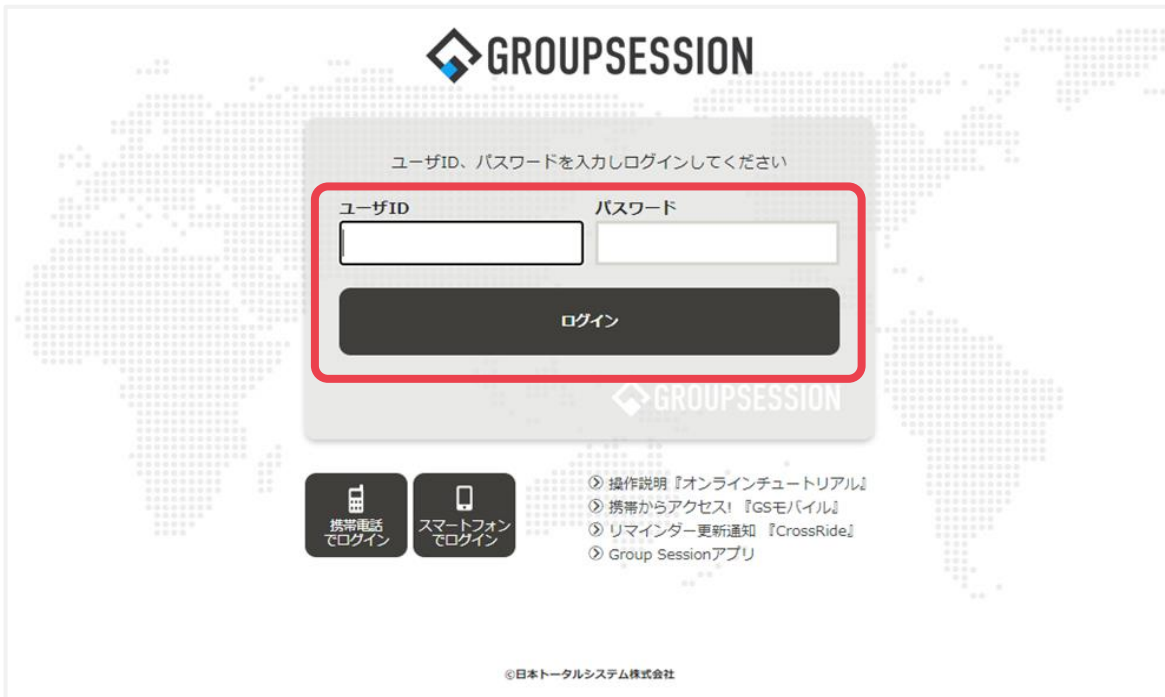 GROUPSESSION
ユーザID、パスワードを入力しログインしてください
ユーザID
パスワード
ログイン
GROUPSESSION
携帯電話
でログイン
スマートフォン
でログイン
操作説明『オンラインチュートリアル』
携帯からアクセス! 『GSモバイル』
リマインダー更新通知 『CrossRide』
Group Sessionアプリ
©日本トータルシステム株式会社